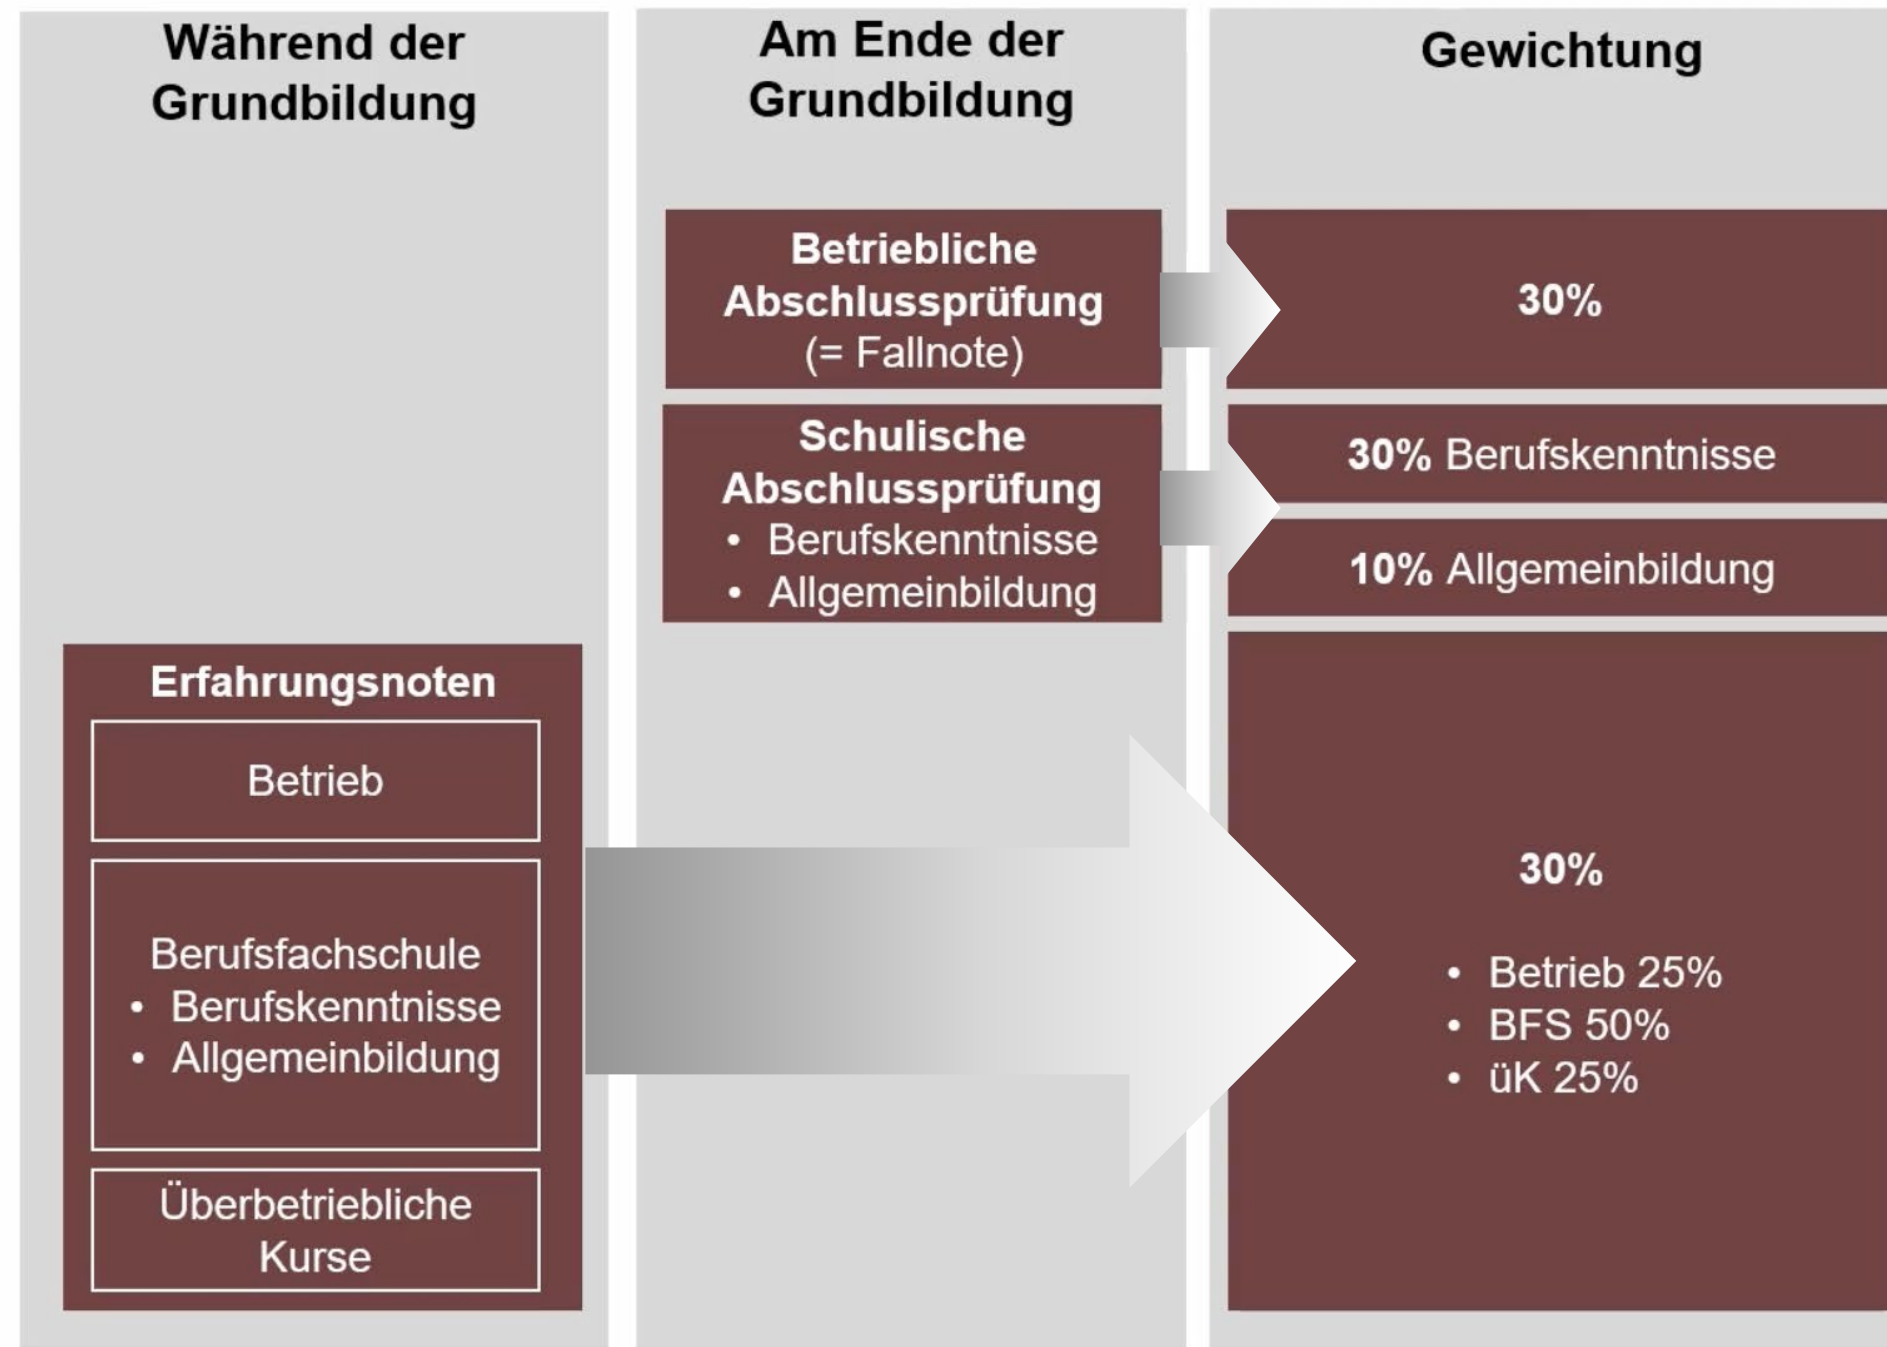 Während der
Grundbildung
Am Ende der
Grundbildung
Gewichtung
Betriebliche
Abschlussprüfung
(= Fallnote)
30%
Schulische
Abschlussprüfung
• Berufskenntnisse
• Allgemeinbildung
30% Berufskenntnisse
10% Allgemeinbildung
Erfahrungsnoten
Betrieb
Berufsfachschule
• Berufskenntnisse
• Allgemeinbildung
Überbetriebliche
Kurse
30%
• Betrieb 25%
• BFS 50%
• üK 25%